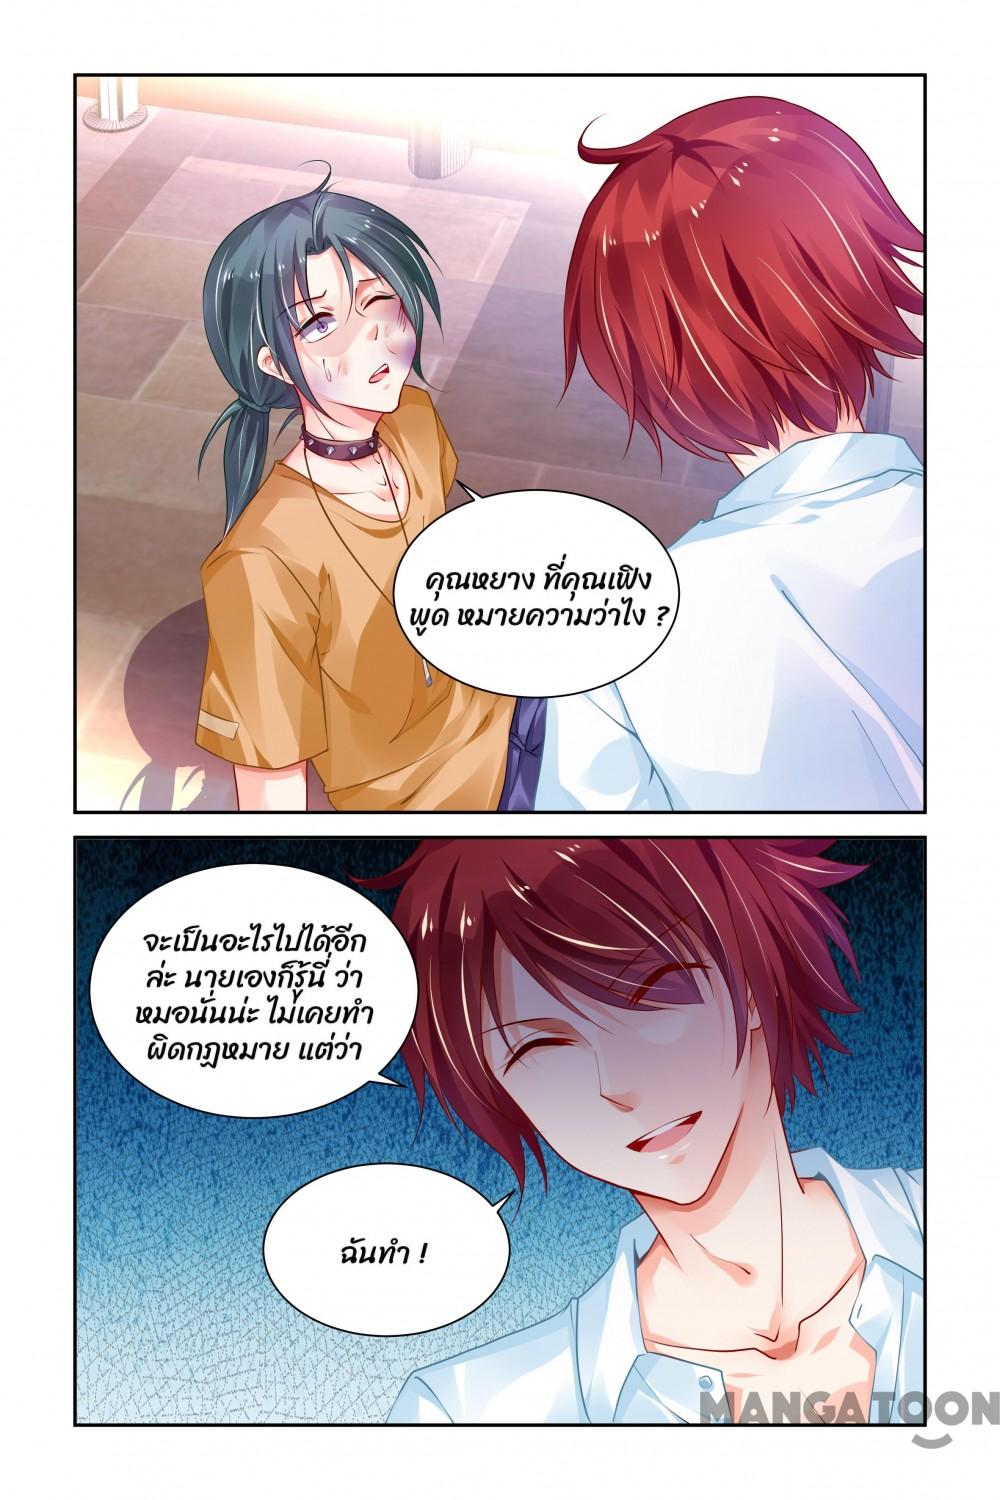 คุณหยาง ที่คุณเฟิง
พูด หมายความว่าไง ?
จะเป็นอะไรไปได้อีก
ล่ะ นายเองก็รู้นี่ ว่า
หมอนั่นน่ะ ไม่เคยทำ
ผิดกฎหมาย แต่ว่า
ฉันทำ !
MANGATOON